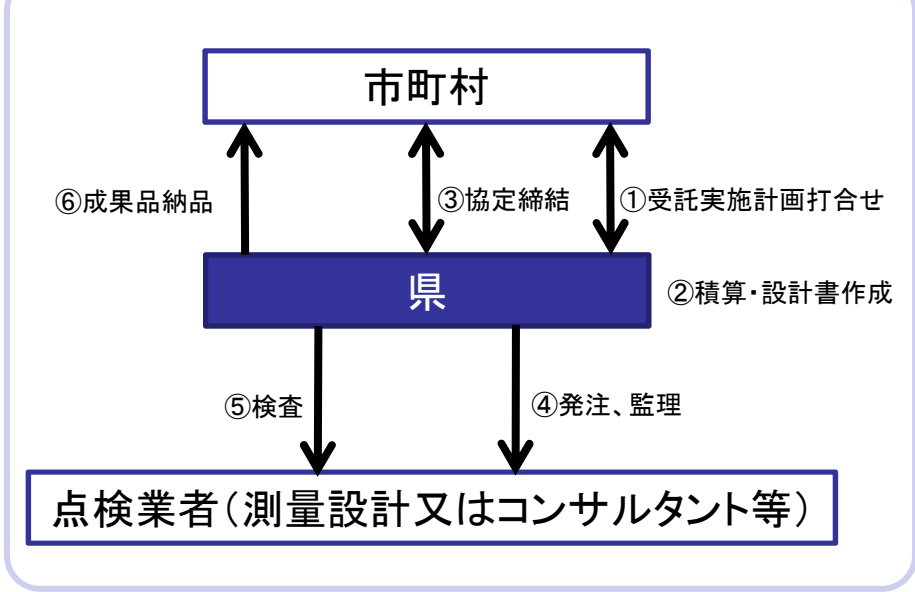 市町村
⑥成果品納品
③協定締結
①受託実施計画打合せ
県
②積算・設計書作成
⑤検査
④発注、監理
点検業者(測量設計又はコンサルタント等)